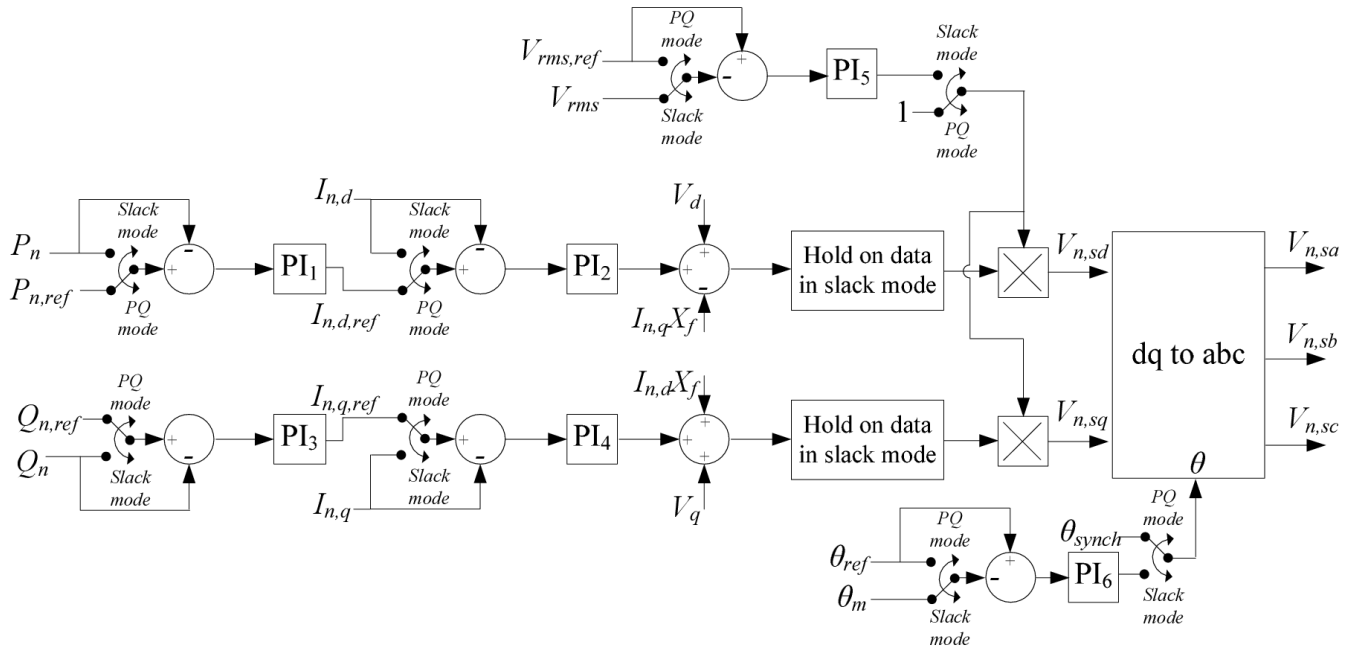 PQ
mode
V_{rms,ref}
+
-
V_{rms}
Slack
mode
PI_5
Slack
mode
1
PQ
mode
P_n
Slack
mode
-
+
P_{n,ref}
PQ
mode
PI_1
I_{n,d}
Slack
mode
-
+
I_{n,d,ref}
PQ
mode
PI_2
V_d
+
+
-
I_{n,q}X_f
Hold on data
in slack mode
V_{n,sd}
Q_{n,ref}
PQ
mode
+
-
Q_n
Slack
mode
PI_3
I_{n,q,ref}
PQ
mode
+
-
I_{n,q}
Slack
mode
PI_4
I_{n,d}X_f
+
+
+
V_q
Hold on data
in slack mode
V_{n,sq}
dq to abc
θ
V_{n,sa}
V_{n,sb}
V_{n,sc}
θ_{ref}
PQ
mode
+
-
θ_m
Slack
mode
PI_6
θ_{synch}
PQ
mode
Slack
mode